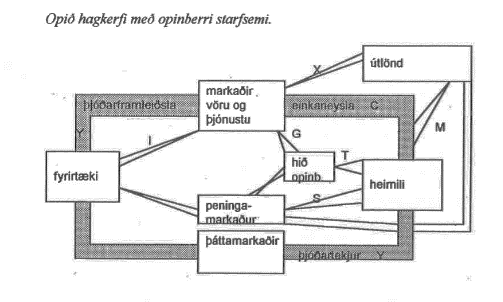 Opið hagkerfi með opinberri starfsemi.
markaðir
vöru og
þjónustu
útlönd
X
þjóðarframleiðsla
einkaneysla C
Y
I
G
M
hið
opinb.
T
fyrirtæki
heimili
S
peninga-
markaður
þáttamarkaðir
þjóðartekjur Y